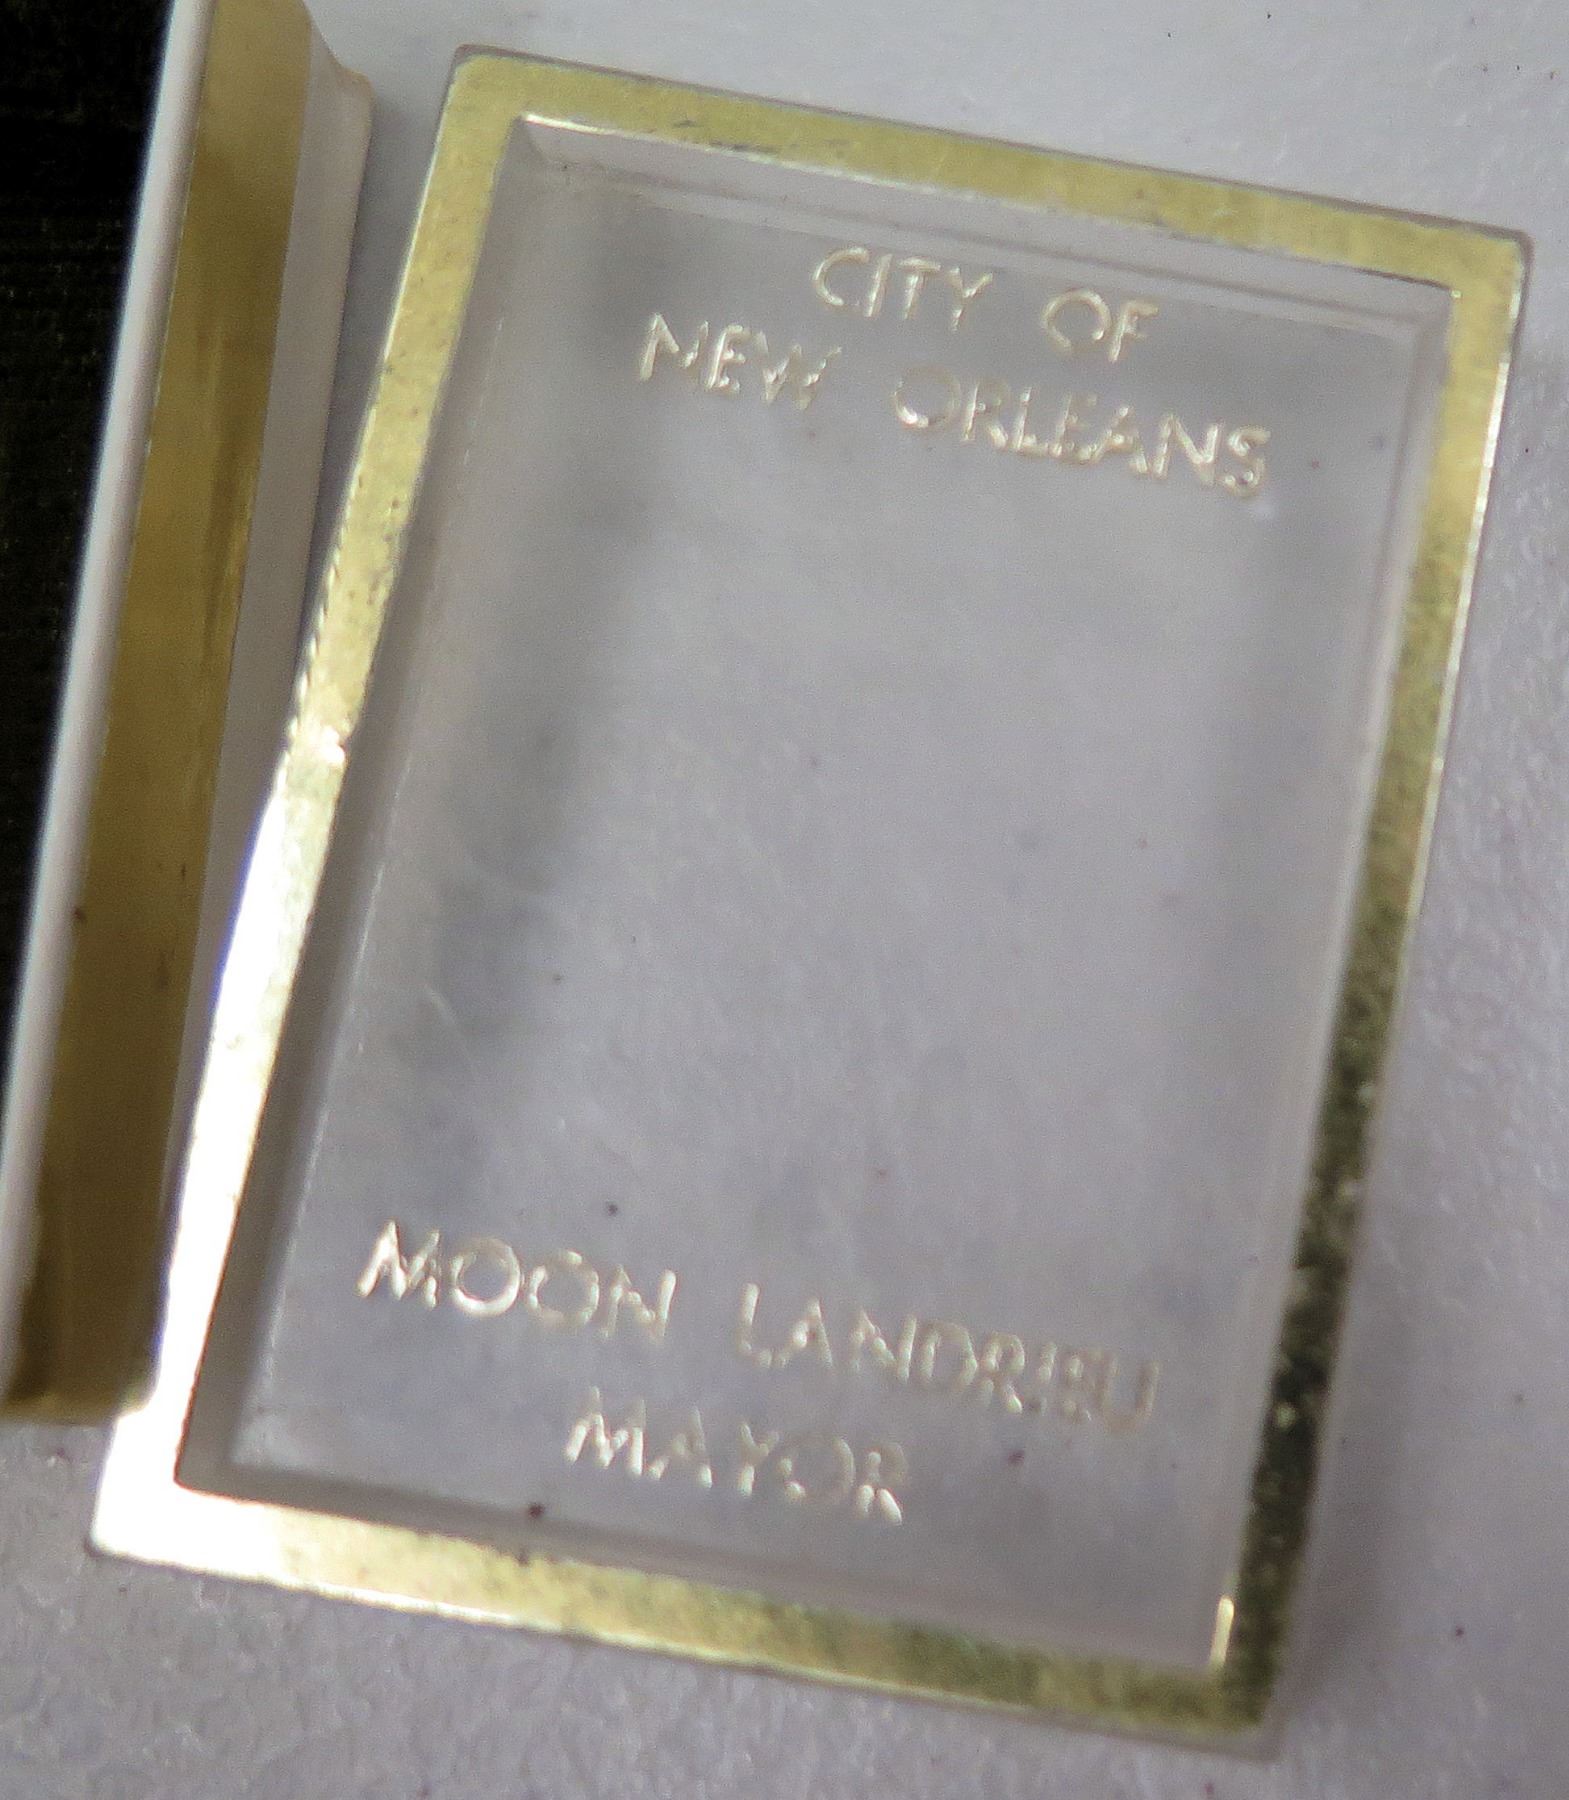 CITY OF
NEW ORLEANS
MOON LANDRIEU
MAYOR